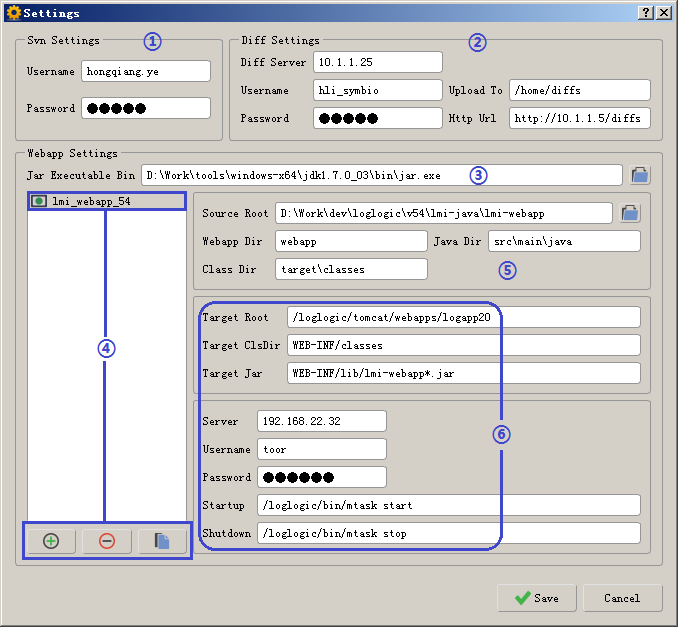 Settings
Svn Settings ①
Username hongqiang.ye
Password ●●●●●
Diff Settings ②
Diff Server 10.1.1.25
Username hli_symbio Upload To /home/diffs
Password ●●●●● Http Url http://10.1.1.5/diffs
Webapp Settings
Jar Executable Bin D:\Work\tools\windows-x64\jdk1.7.0_03\bin\jar.exe ③
lmi_webapp_54
④
Source Root D:\Work\dev\loglogic\v54\lmi-java\lmi-webapp
Webapp Dir webapp Java Dir src\main\java
Class Dir target\classes ⑤
Target Root /loglogic/tomcat/webapps/logapp20
Target ClsDir WEB-INF/classes
Target Jar WEB-INF/lib/lmi-webapp*.jar
Server 192.168.22.32
⑥
Username toor
Password ●●●●●●
Startup /loglogic/bin/mtask start
Shutdown /loglogic/bin/mtask stop
Save Cancel